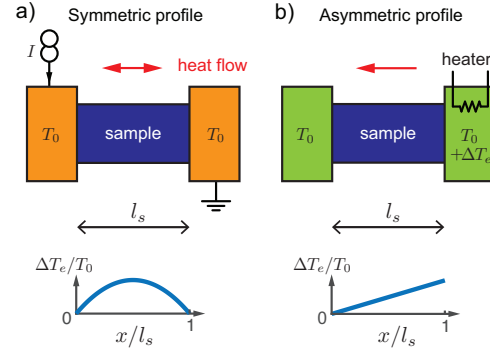 a) Symmetric profile
I
heat flow
T₀ sample T₀
lₛ
ΔTₑ/T₀
0 1
x/lₛ
b) Asymmetric profile
heater
sample T₀
+ΔTₑ
lₛ
ΔTₑ/T₀
0 1
x/lₛ